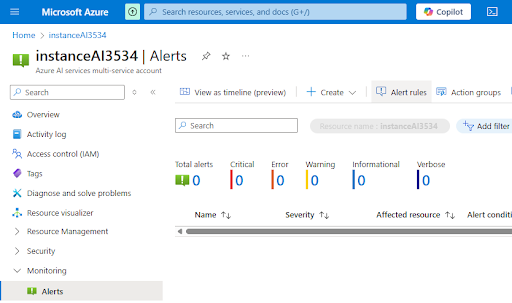 Microsoft Azure
Search resources, services, and docs (G+/)
Copilot
Home > instanceAI3534 >
instanceAI3534 | Alerts
Azure AI services multi-service account
Search
View as timeline (preview)
Create
Alert rules
Action groups
Overview
Activity log
Access control (IAM)
Tags
Diagnose and solve problems
Resource visualizer
Resource Management
Security
Monitoring
Alerts
Search
Resource name : instanceAI3534
Add filter
Total alerts Critical Error Warning Informational Verbose
0 0 0 0 0 0
Name ↑↓ Severity ↑↓ Affected resource ↑↓ Alert conditi